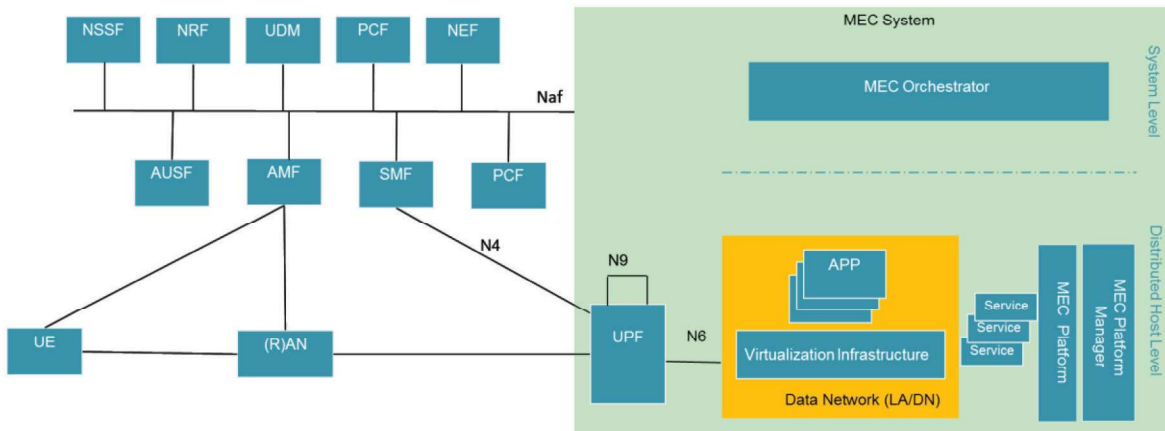 MEC System
NSSF
NRF
UDM
PCF
NEF
MEC Orchestrator
System Level
Naf
AUSF
AMF
SMF
PCF
N4
N9
APP
Service
Service
Service
MEC Platform
MEC Platform
Manager
Distributed Host Level
UE
(R)AN
UPF
N6
Virtualization Infrastructure
Data Network (LA/DN)